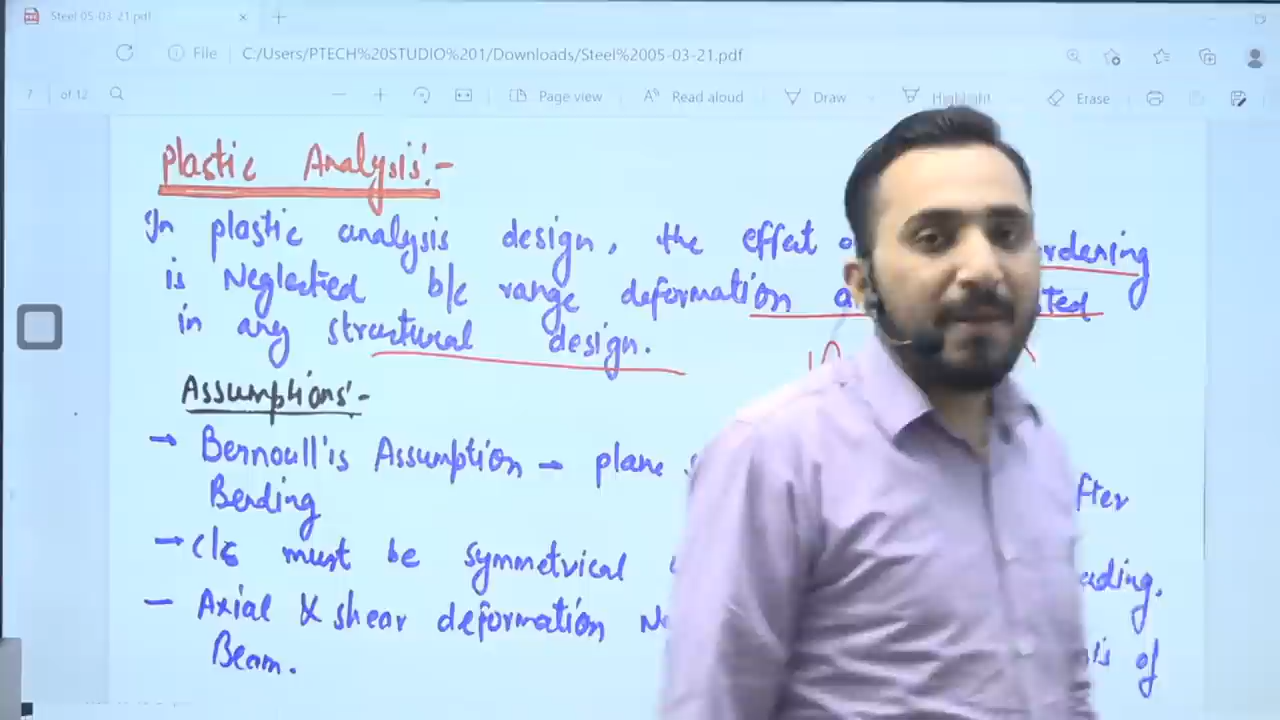 Steel 05-03-21.pdf
File C:/Users/PTECH%20STUDIO%201/Downloads/Steel%2005-03-21.pdf
7 of 12 Page view Read aloud Draw Highlight Erase
Plastic Analysis:-
In plastic analysis design, the effect
is Neglected b/c range deformation
in any structural design.
Assumptions:-
→ Bernoull's Assumption → plane
Bending
→ C/s must be symmetrical
- Axial & shear deformation
Beam.
of